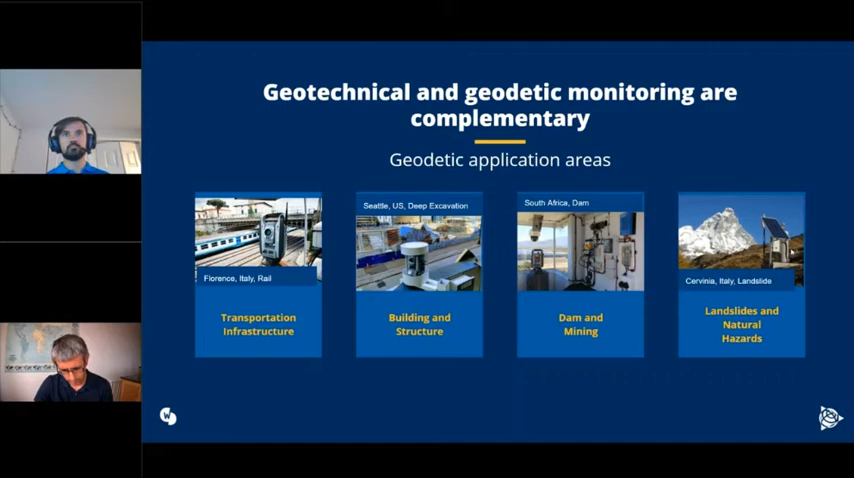 Geotechnical and geodetic monitoring are
complementary
Geodetic application areas
Florence, Italy, Rail
Transportation
Infrastructure
Seattle, US, Deep Excavation
Building and
Structure
South Africa, Dam
Dam and
Mining
Cervinia, Italy, Landslide
Landslides and
Natural
Hazards
W